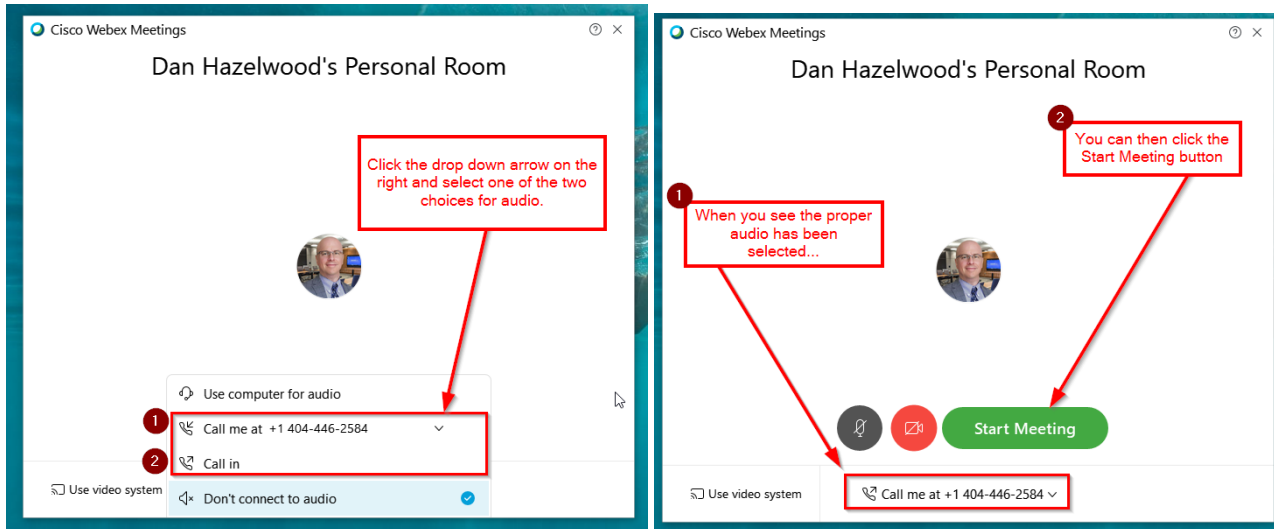 Cisco Webex Meetings
Dan Hazelwood's Personal Room
Click the drop down arrow on the
right and select one of the two
choices for audio.
Use computer for audio
1
Call me at +1 404-446-2584
2
Call in
Use video system
Don't connect to audio
Cisco Webex Meetings
Dan Hazelwood's Personal Room
2
You can then click the
Start Meeting button
1
When you see the proper
audio has been
selected...
Start Meeting
Use video system
Call me at +1 404-446-2584